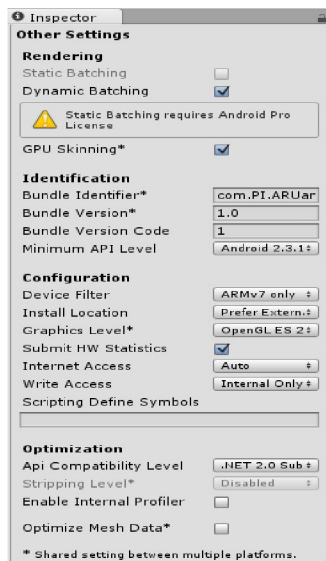 Inspector
Other Settings
Rendering
Static Batching
Dynamic Batching
Static Batching requires Android Pro
License
GPU Skinning*
Identification
Bundle Identifier* com.PI.ARUar
Bundle Version* 1.0
Bundle Version Code 1
Minimum API Level Android 2.3.1
Configuration
Device Filter ARMv7 only
Install Location Prefer Extern.
Graphics Level* OpenGL ES 2
Submit HW Statistics
Internet Access Auto
Write Access Internal Only
Scripting Define Symbols
Optimization
Api Compatibility Level .NET 2.0 Sub
Stripping Level* Disabled
Enable Internal Profiler
Optimize Mesh Data*
* Shared setting between multiple platforms.